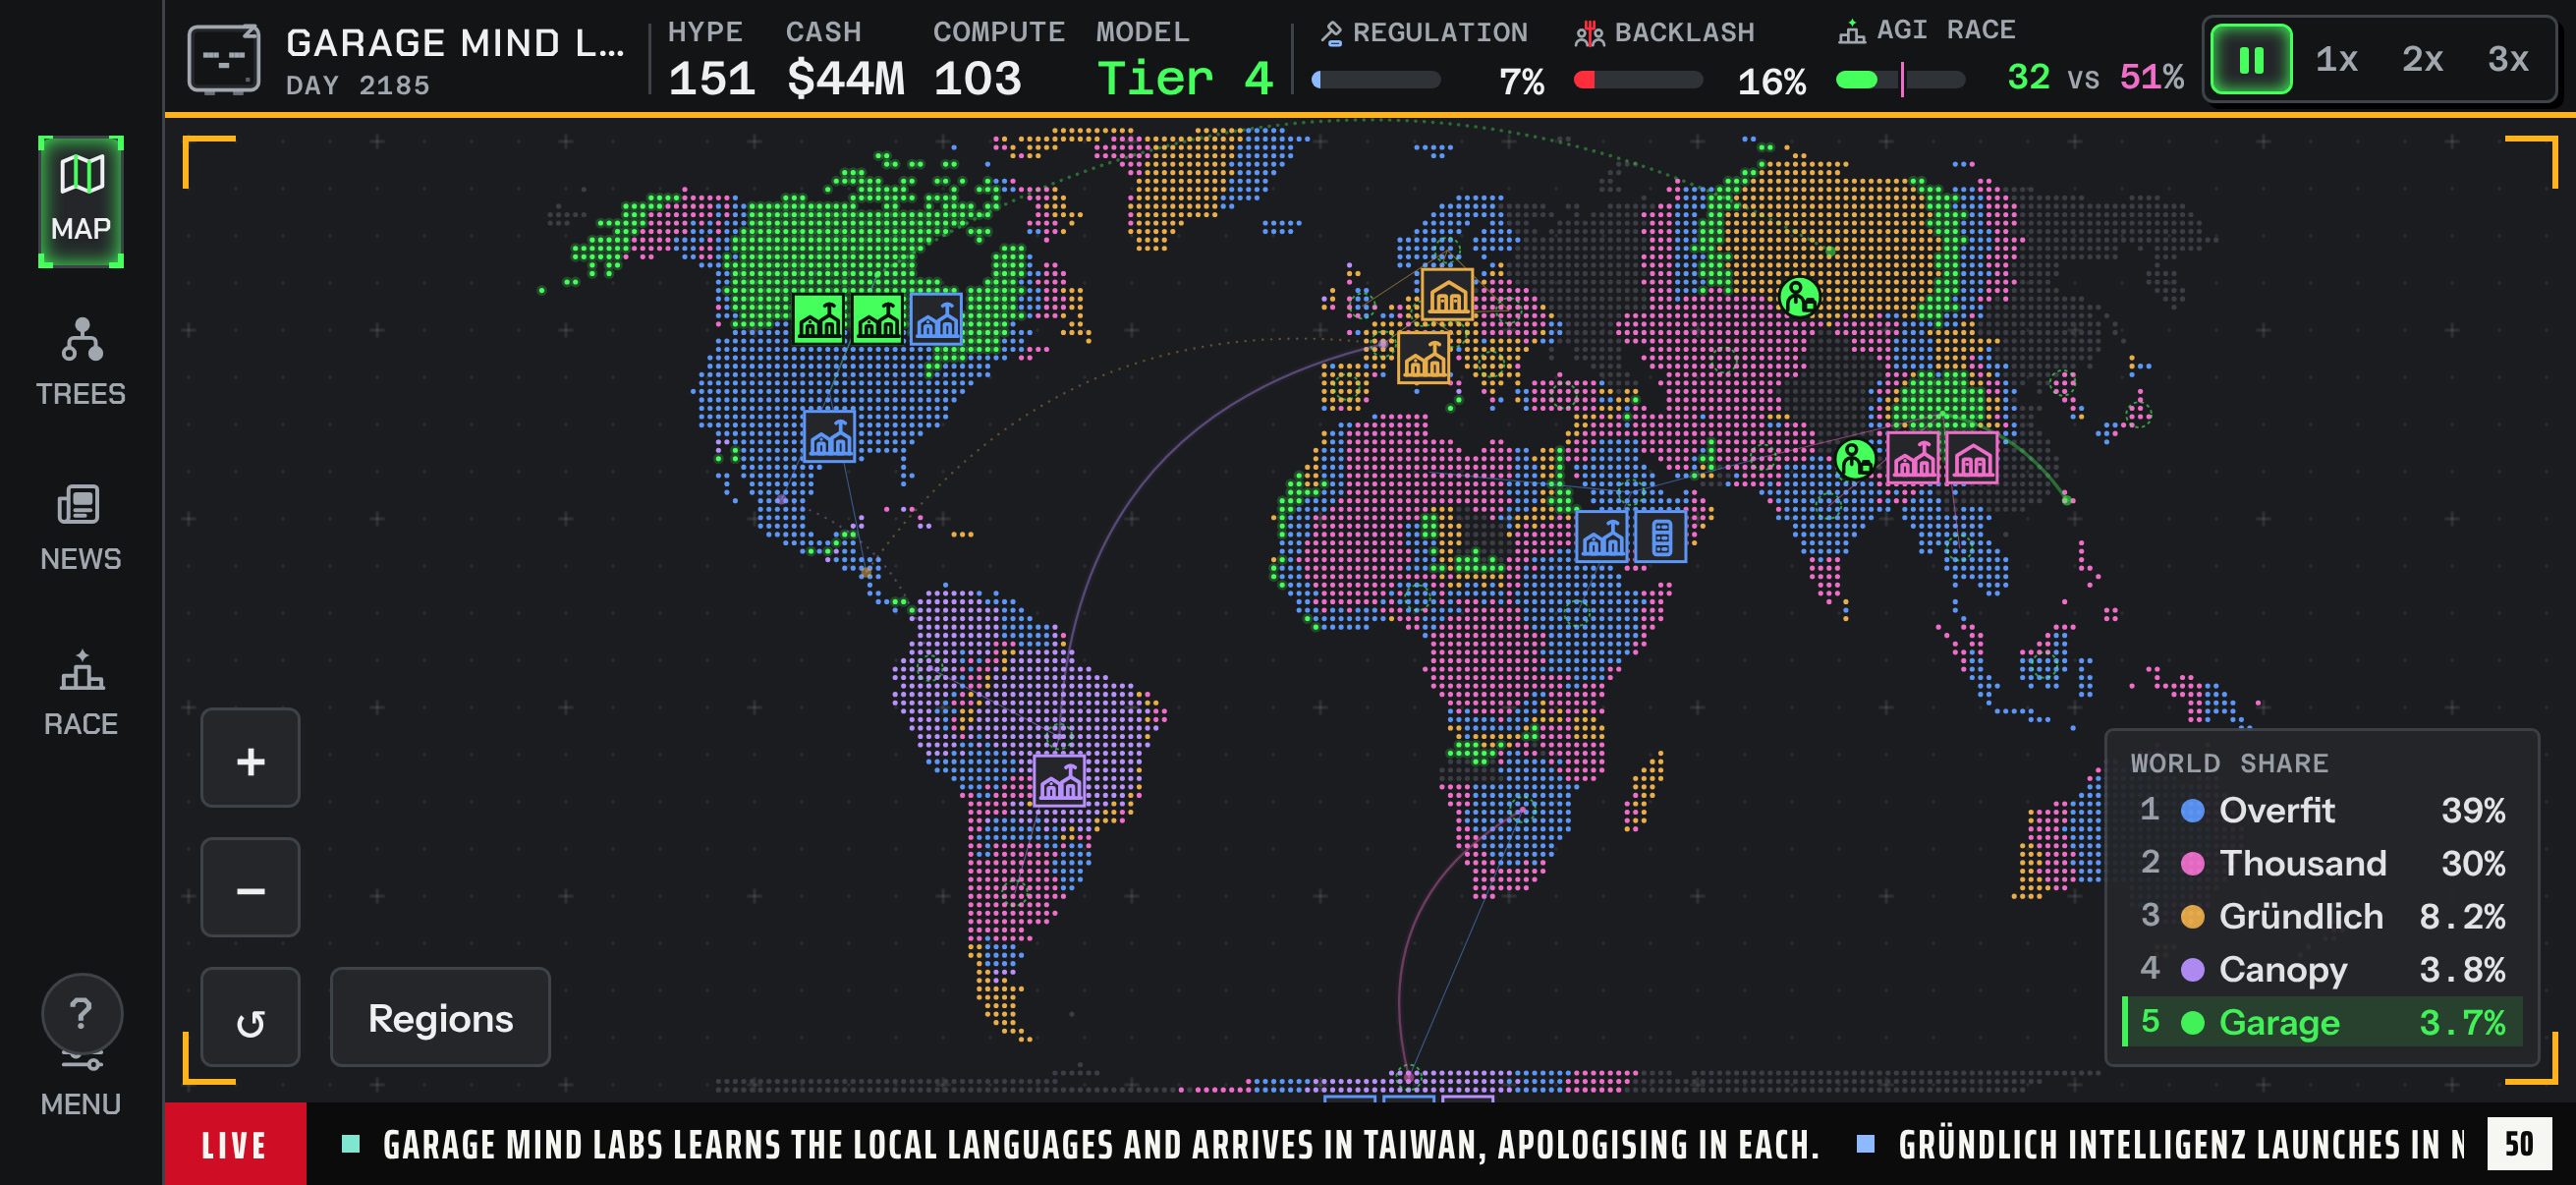 GARAGE MIND L...
DAY 2185
HYPE
151
CASH
$44M
COMPUTE
103
MODEL
Tier 4
REGULATION
7%
BACKLASH
16%
AGI RACE
32 VS 51%
1x
2x
3x
MAP
TREES
NEWS
RACE
?
MENU
+
−
↺
Regions
WORLD SHARE
1 Overfit 39%
2 Thousand 30%
3 Gründlich 8.2%
4 Canopy 3.8%
5 Garage 3.7%
LIVE
GARAGE MIND LABS LEARNS THE LOCAL LANGUAGES AND ARRIVES IN TAIWAN, APOLOGISING IN EACH.
GRÜNDLICH INTELLIGENZ LAUNCHES IN N
50